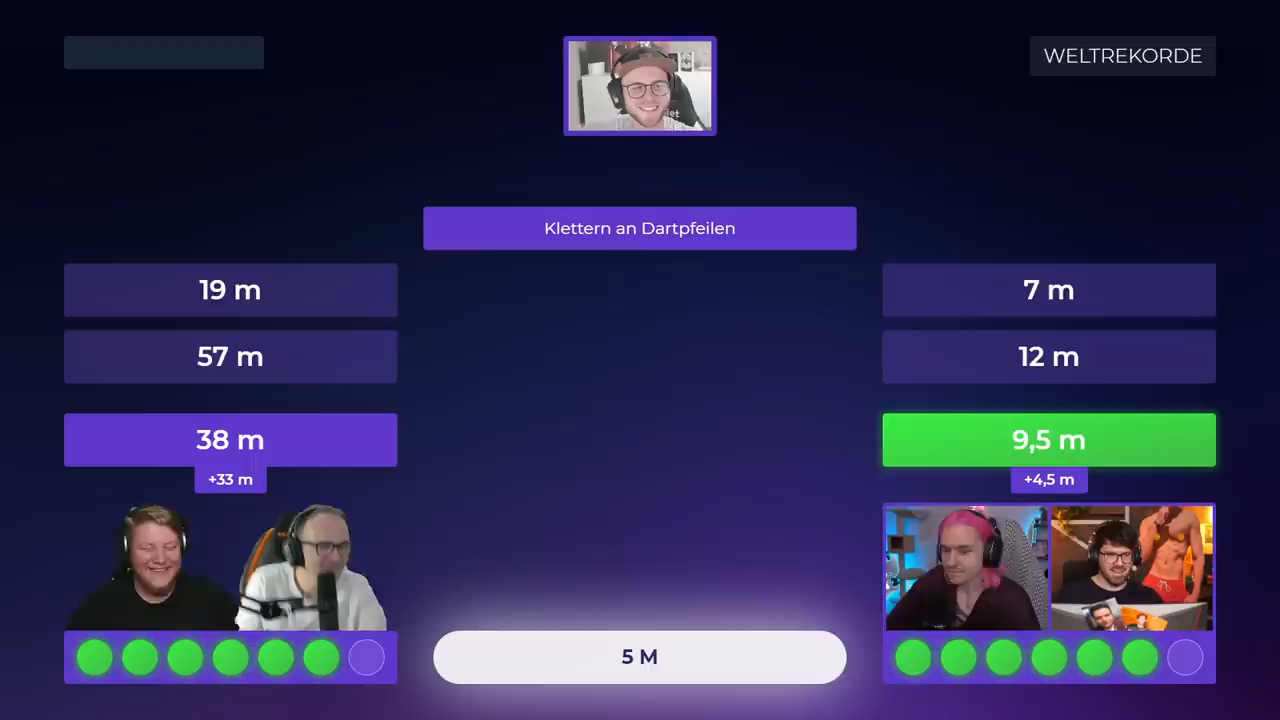 WELTREKORDE
Klettern an Dartpfeilen
19 m
7 m
57 m
12 m
38 m
9,5 m
+33 m
+4,5 m
5 M